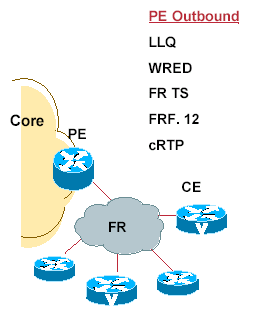 PE Outbound
LLQ
WRED
FR TS
FRF. 12
cRTP
Core
PE
CE
FR
V
V